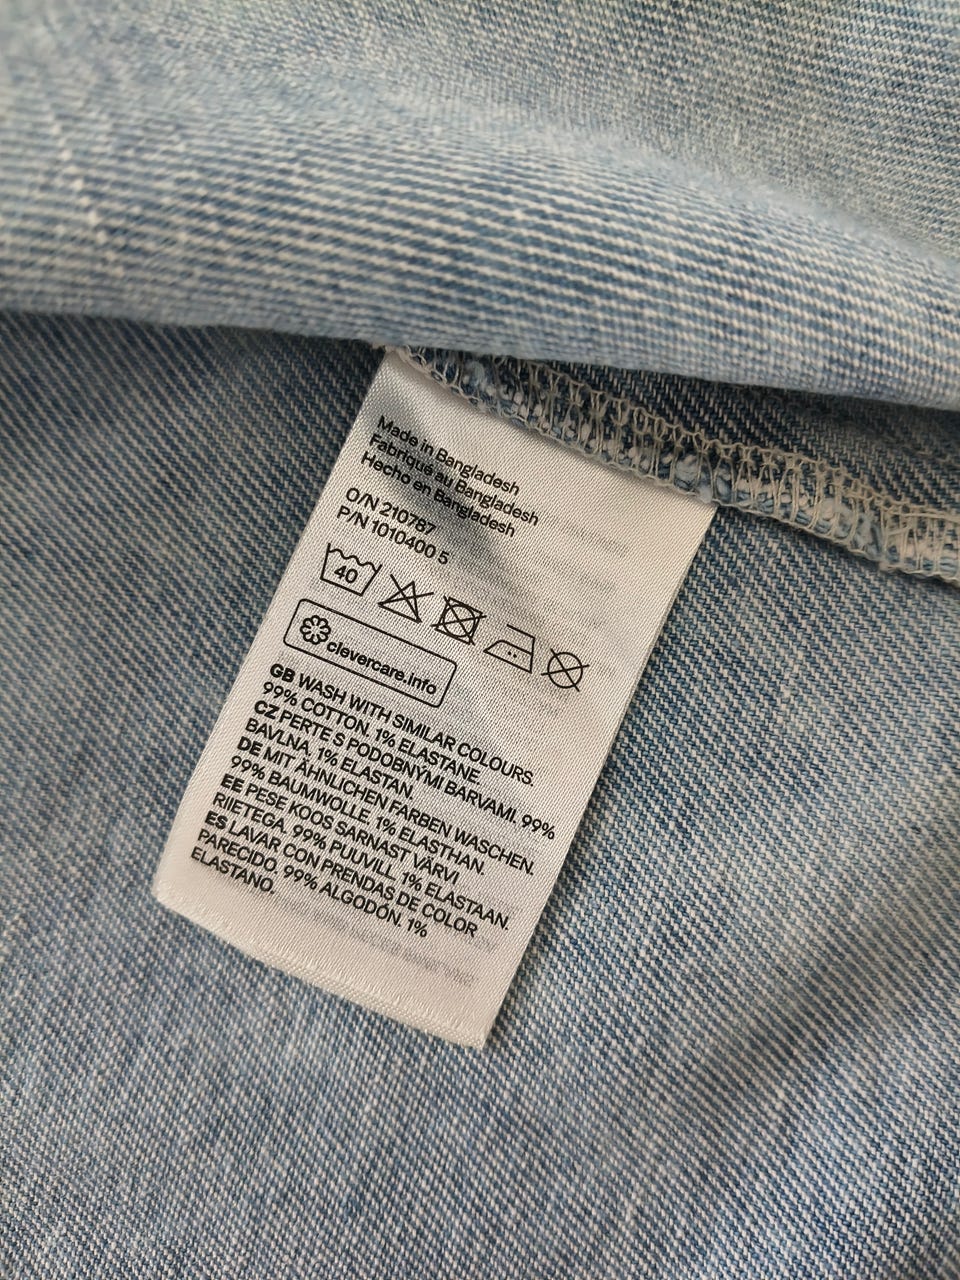 Made in Bangladesh
Fabriqué au Bangladesh
Hecho en Bangladesh
O/N 210787
P/N 1010400 5
40
clevercare.info
GB WASH WITH SIMILAR COLOURS.
99% COTTON. 1% ELASTANE.
CZ PERTE S PODOBNÝMI BARVAMI. 99%
BAVLNA. 1% ELASTAN.
DE MIT ÄHNLICHEN FARBEN WASCHEN.
99% BAUMWOLLE. 1% ELASTHAN.
EE PESE KOOS SARNAST VÄRVI
RIIETEGA. 99% PUUVILL. 1% ELASTAAN.
ES LAVAR CON PRENDAS DE COLOR
PARECIDO. 99% ALGODÓN. 1%
ELASTANO.